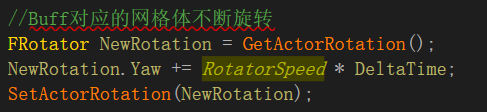 //Buff对应的网格体不断旋转
FRotator NewRotation = GetActorRotation();
NewRotation.Yaw += RotatorSpeed * DeltaTime;
SetActorRotation(NewRotation);